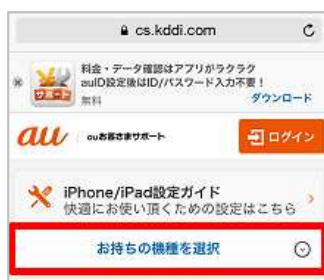 cs.kddi.com
料金・データ確認はアプリがラクラク
auID設定後はID/パスワード入力不要！
サポート
無料
ダウンロード
au
auお客さまサポート
ログイン
iPhone/iPad設定ガイド
快適にお使い頂くための設定はこちら
お持ちの機種を選択